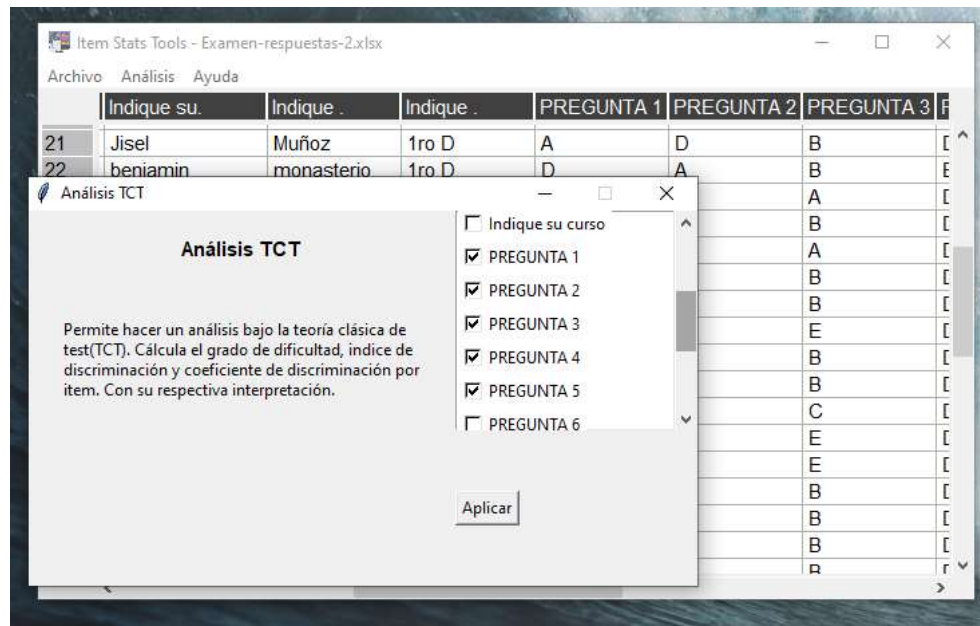 Item Stats Tools - Examen-respuestas-2.xlsx
Archivo Análisis Ayuda
Indique su. Indique . Indique . PREGUNTA 1 PREGUNTA 2 PREGUNTA 3
21 Jisel Muñoz 1ro D A D B
22 benjamin monasterio 1ro D D A B
Análisis TCT
A
B
A
B
B
E
B
B
C
E
E
B
B
B
B
Análisis TCT
Permite hacer un análisis bajo la teoría clásica de
test(TCT). Cálcula el grado de dificultad, indice de
discriminación y coeficiente de discriminación por
item. Con su respectiva interpretación.
Indique su curso
PREGUNTA 1
PREGUNTA 2
PREGUNTA 3
PREGUNTA 4
PREGUNTA 5
PREGUNTA 6
Aplicar